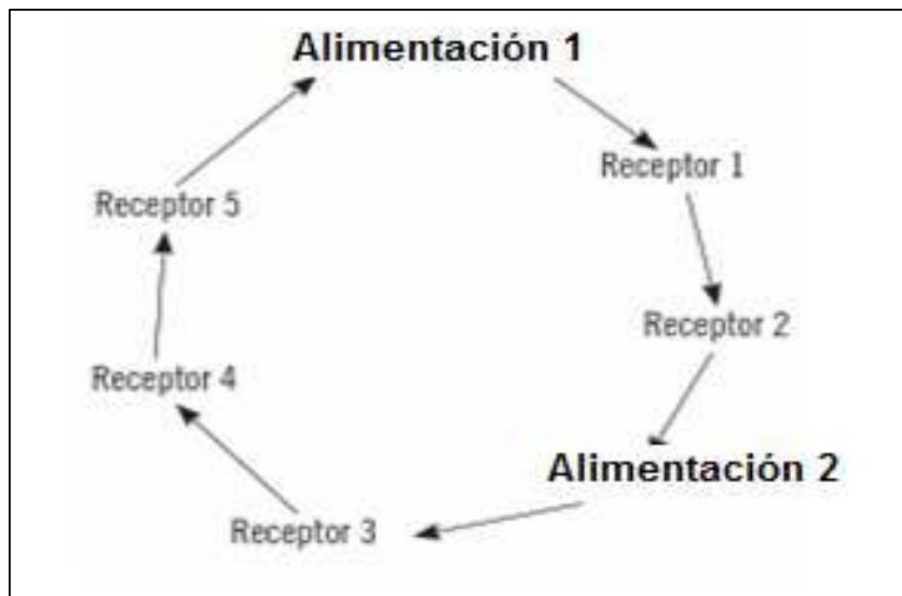 Alimentación 1
Receptor 1
Receptor 5
Receptor 2
Receptor 4
Alimentación 2
Receptor 3